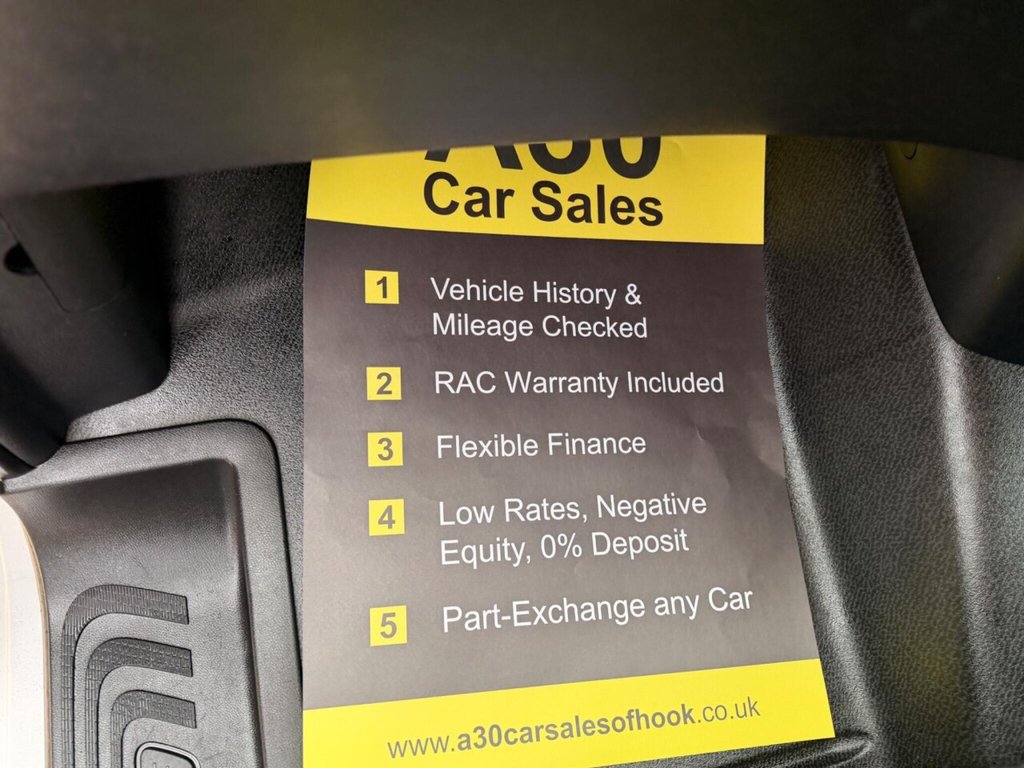 A30
Car Sales
1 Vehicle History &
Mileage Checked
2 RAC Warranty Included
3 Flexible Finance
4 Low Rates, Negative
Equity, 0% Deposit
5 Part-Exchange any Car
www.a30carsalesofhook.co.uk